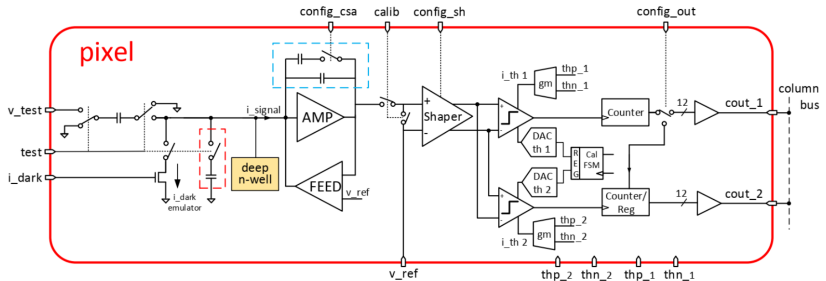 config_csa
calib
config_sh
config_out
pixel
v_test
test
i_dark
i_dark
emulator
i_signal
deep
n-well
AMP
FEED
v_ref
+
-
Shaper
v_ref
i_th 1
gm
thp_1
thn_1
+
-
DAC
th 1
R
E
G
Cal
FSM
DAC
th 2
+
-
i_th 2
gm
thp_2
thn_2
Counter
12
cout_1
column
bus
Counter/
Reg
12
cout_2
thp_2
thn_2
thp_1
thn_1